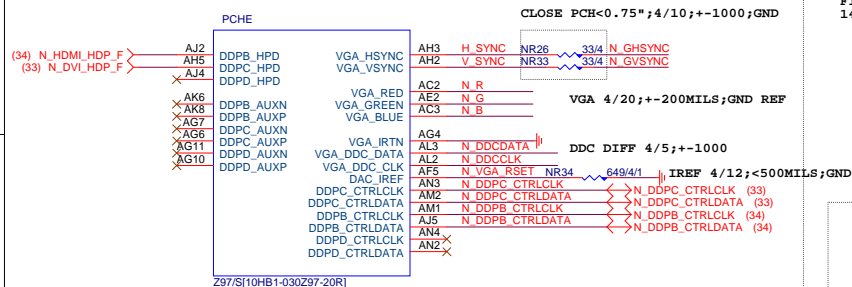 CLOSE PCH<0.75";4/10;+-1000;GND
PCHE
(34) N_HDMI_HDP_F AJ2 DDPB_HPD VGA_HSYNC AH3 H_SYNC NR26 33/4 N_GHSYNC
(33) N_DVI_HDP_F AH5 DDPC_HPD VGA_VSYNC AH2 V_SYNC NR33 33/4 N_GVSYNC
AJ4 DDPD_HPD
VGA_RED AC2 N_R
AK6 DDPB_AUXN VGA_GREEN AE2 N_G VGA 4/20;+-200MILS;GND REF
AK8 DDPB_AUXP VGA_BLUE AC3 N_B
AG7 DDPC_AUXN
AG6 DDPC_AUXP VGA_IRTN AG4
AG11 DDPD_AUXN VGA_DDC_DATA AL3 N_DDCDATA DDC DIFF 4/5;+-1000
AG10 DDPD_AUXP VGA_DDC_CLK AL2 N_DDCCLK
DAC_IREF AF5 N_VGA_RSET NR34 649/4/1 IREF 4/12;<500MILS;GND
DDPC_CTRLCLK AN3 N_DDPC_CTRLCLK N_DDPC_CTRLCLK (33)
DDPC_CTRLDATA AM2 N_DDPC_CTRLDATA N_DDPC_CTRLDATA (33)
DDPB_CTRLCLK AM1 N_DDPB_CTRLCLK N_DDPB_CTRLCLK (34)
DDPB_CTRLDATA AJ5 N_DDPB_CTRLDATA N_DDPB_CTRLDATA (34)
DDPD_CTRLCLK AN4
DDPD_CTRLDATA AN2
Z97/S[10HB1-030Z97-20R]